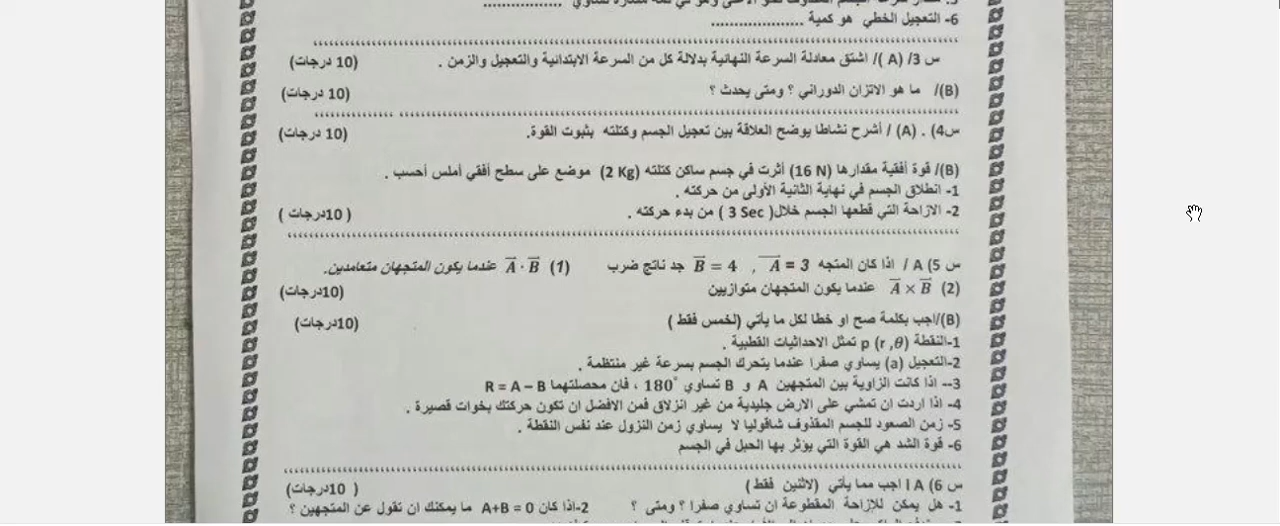 6- التعجيل الخطي هو كمية ...................
س 3/ (A )/ اشتق معادلة السرعة النهائية بدلالة كل من السرعة الابتدائية والتعجيل والزمن . (10 درجات)
(B)/ ما هو الاتزان الدوراني ؟ ومتى يحدث ؟ (10 درجات)
س4) . (A) / أشرح نشاطا يوضح العلاقة بين تعجيل الجسم وكتلته بثبوت القوة. (10 درجات)
(B)/ قوة أفقية مقدارها (16 N) أثرت في جسم ساكن كتلته (2 Kg) موضع على سطح أفقي أملس أحسب .
1- انطلاق الجسم في نهاية الثانية الأولى من حركته .
2- الازاحة التي قطعها الجسم خلال( 3 Sec ) من بدء حركته . ( 10درجات )
س 5) A / اذا كان المتجه A = 3 , B = 4 جد ناتج ضرب (1) A · B عندما يكون المتجهان متعامدين.
(2) A × B عندما يكون المتجهان متوازيين (10درجات)
(B)/اجب بكلمة صح او خطا لكل ما يأتي (لخمس فقط ) (10درجات)
1-النقطة p (r ,θ) تمثل الاحداثيات القطبية .
2-التعجيل (a) يساوي صفرا عندما يتحرك الجسم بسرعة غير منتظمة .
3-- اذا كانت الزاوية بين المتجهين A و B تساوي 180° ، فان محصلتهما R = A – B
4- اذا اردت ان تمشي على الارض جليدية من غير انزلاق فمن الافضل ان تكون حركتك بخوات قصيرة .
5- زمن الصعود للجسم المقذوف شاقوليا لا يساوي زمن النزول عند نفس النقطة .
6- قوة الشد هي القوة التي يؤثر بها الحبل في الجسم
س 6) A ا اجب مما يأتي (لاثنين فقط ) ( 10درجات)
1- هل يمكن للإزاحة المقطوعة ان تساوي صفرا ؟ ومتى ؟ 2-اذا كان A+B = 0 ما يمكنك ان تقول عن المتجهين ؟